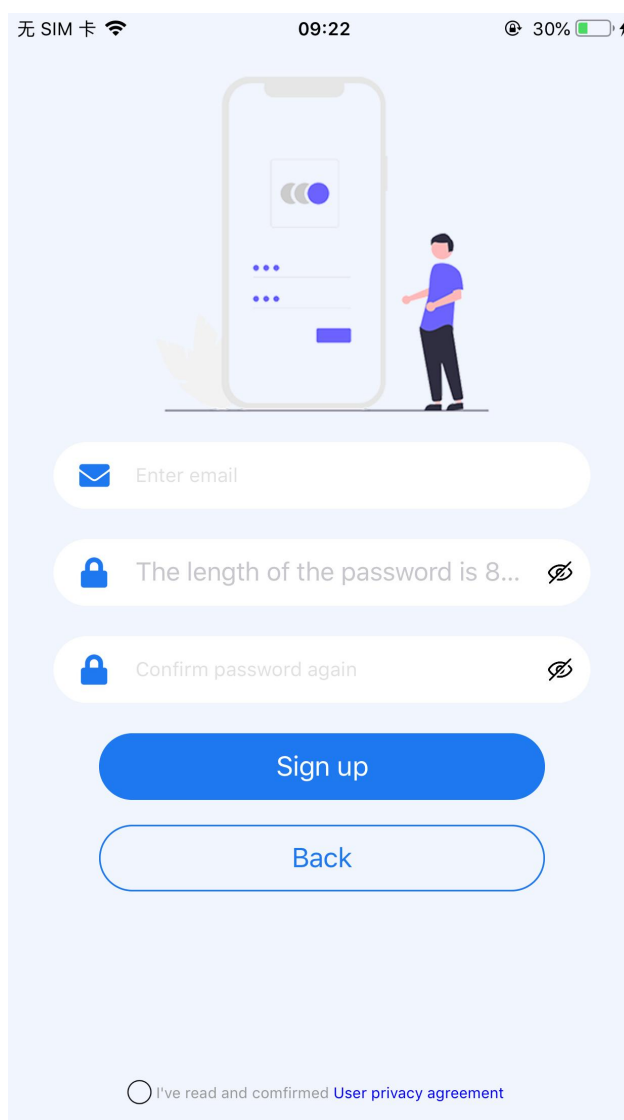 无 SIM 卡
09:22
30%
Enter email
The length of the password is 8...
Confirm password again
Sign up
Back
I've read and comfirmed User privacy agreement